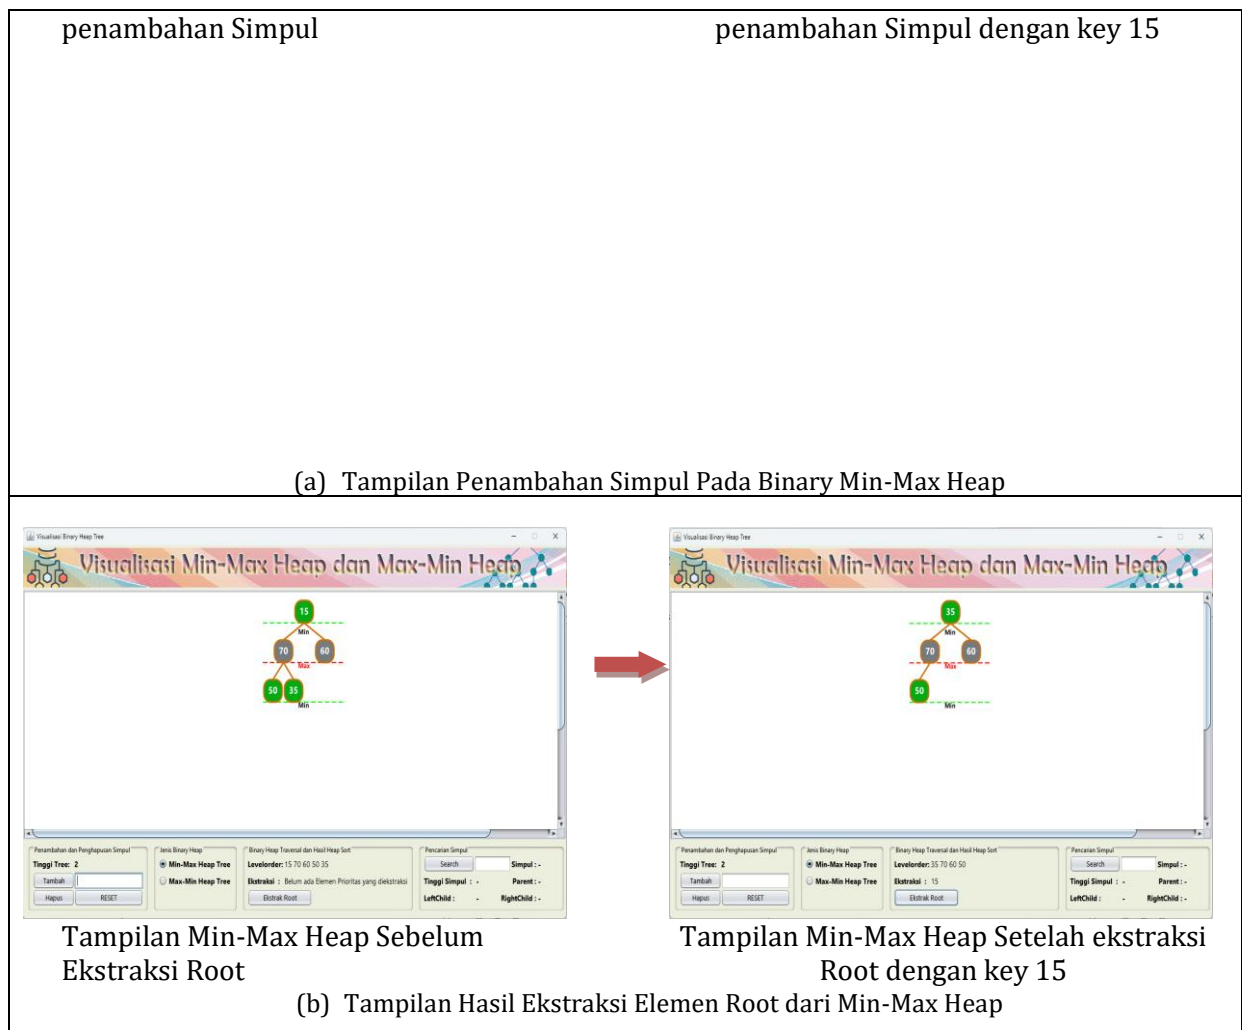 penambahan Simpul
penambahan Simpul dengan key 15
(a) Tampilan Penambahan Simpul Pada Binary Min-Max Heap
Visualisasi Binary Heap Tree
Visualisasi Min-Max Heap dan Max-Min Heap
15
Min
70 60
Max
50 35
Min
Penambahan dan Penghapusan Simpul
Tinggi Tree: 2
Tambah
Hapus RESET
Jenis Binary Heap
Min-Max Heap Tree
Max-Min Heap Tree
Binary Heap Traversal dan Hasil Heap Sort
Levelorder: 15 70 60 50 35
Ekstraksi : Belum ada Elemen Prioritas yang diekstraksi
Ekstrak Root
Pencarian Simpul
Search Simpul : -
Tinggi Simpul : - Parent : -
LeftChild : - RightChild : -
Visualisasi Binary Heap Tree
Visualisasi Min-Max Heap dan Max-Min Heap
35
Min
70 60
Max
50
Min
Penambahan dan Penghapusan Simpul
Tinggi Tree: 2
Tambah
Hapus RESET
Jenis Binary Heap
Min-Max Heap Tree
Max-Min Heap Tree
Binary Heap Traversal dan Hasil Heap Sort
Levelorder: 35 70 60 50
Ekstraksi : 15
Ekstrak Root
Pencarian Simpul
Search Simpul : -
Tinggi Simpul : - Parent : -
LeftChild : - RightChild : -
Tampilan Min-Max Heap Sebelum
Ekstraksi Root
Tampilan Min-Max Heap Setelah ekstraksi
Root dengan key 15
(b) Tampilan Hasil Ekstraksi Elemen Root dari Min-Max Heap